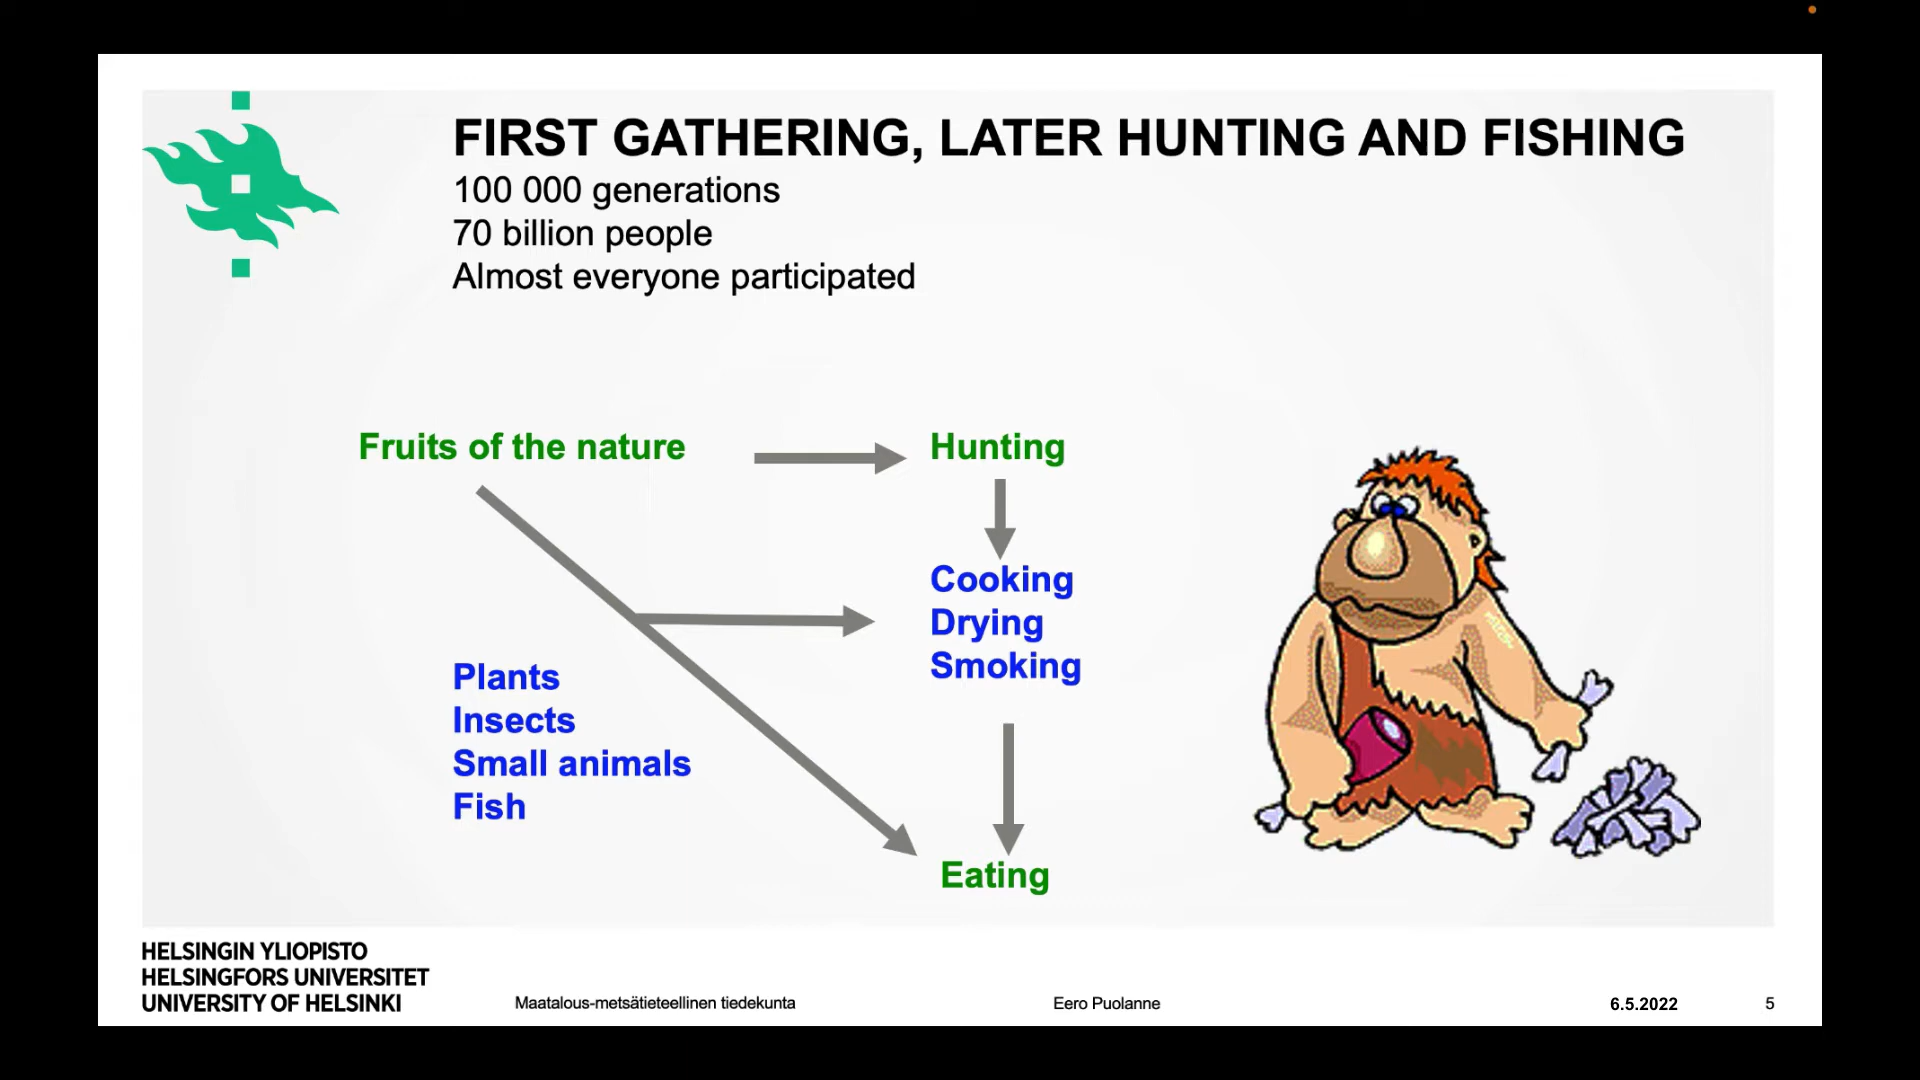 FIRST GATHERING, LATER HUNTING AND FISHING
100 000 generations
70 billion people
Almost everyone participated
Fruits of the nature
Hunting
Cooking
Drying
Smoking
Plants
Insects
Small animals
Fish
Eating
HELSINGIN YLIOPISTO
HELSINGFORS UNIVERSITET
UNIVERSITY OF HELSINKI
Maatalous-metsätieteellinen tiedekunta
Eero Puolanne
6.5.2022
5